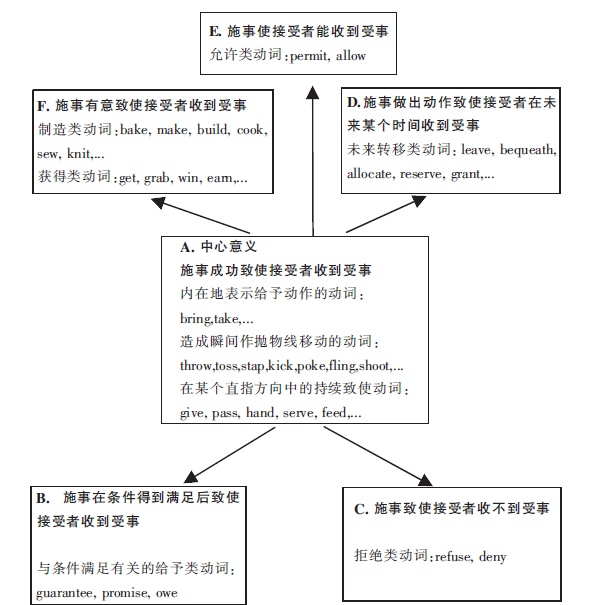 E. 施事使接受者能收到受事
允许类动词:permit, allow
F. 施事有意致使接受者收到受事
制造类动词:bake, make, build, cook,
sew, knit,...
获得类动词:get, grab, win, earn,...
D.施事做出动作致使接受者在未
来某个时间收到受事
未来转移类动词: leave, bequeath,
allocate, reserve, grant,...
A. 中心意义
施事成功致使接受者收到受事
内在地表示给予动作的动词:
bring,take,...
造成瞬间作抛物线移动的动词:
throw,toss,stap,kick,poke,fling,shoot,...
在某个直指方向中的持续致使动词:
give, pass, hand, serve, feed,...
B. 施事在条件得到满足后致使
接受者收到受事
与条件满足有关的给予类动词:
guarantee, promise, owe
C. 施事致使接受者收不到受事
拒绝类动词:refuse, deny